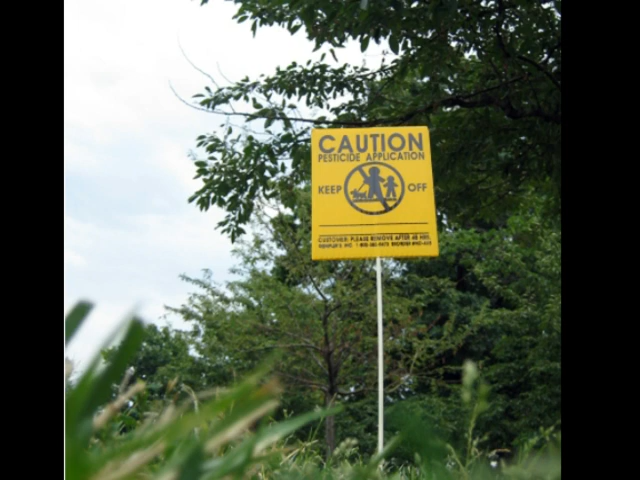 CAUTION
PESTICIDE APPLICATION
KEEP OFF
CUSTOMER: PLEASE REMOVE AFTER 48 HRS.